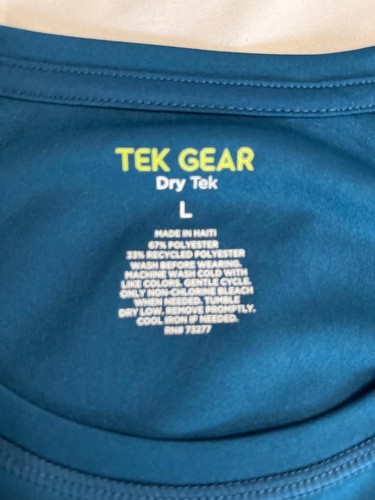 TEK GEAR
Dry Tek
L
MADE IN HAITI
67% POLYESTER
33% RECYCLED POLYESTER
WASH BEFORE WEARING.
MACHINE WASH COLD WITH
LIKE COLORS. GENTLE CYCLE.
ONLY NON-CHLORINE BLEACH
WHEN NEEDED. TUMBLE
DRY LOW. REMOVE PROMPTLY.
COOL IRON IF NEEDED.
RN# 73277